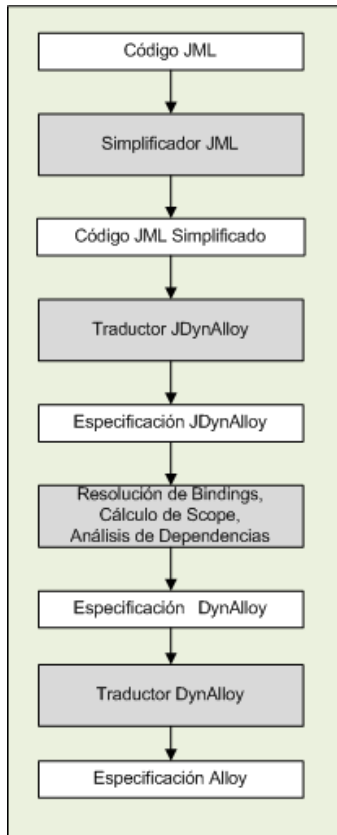 Código JML
Simplificador JML
Código JML Simplificado
Traductor JDynAlloy
Especificación JDynAlloy
Resolución de Bindings,
Cálculo de Scope,
Análisis de Dependencias
Especificación DynAlloy
Traductor DynAlloy
Especificación Alloy